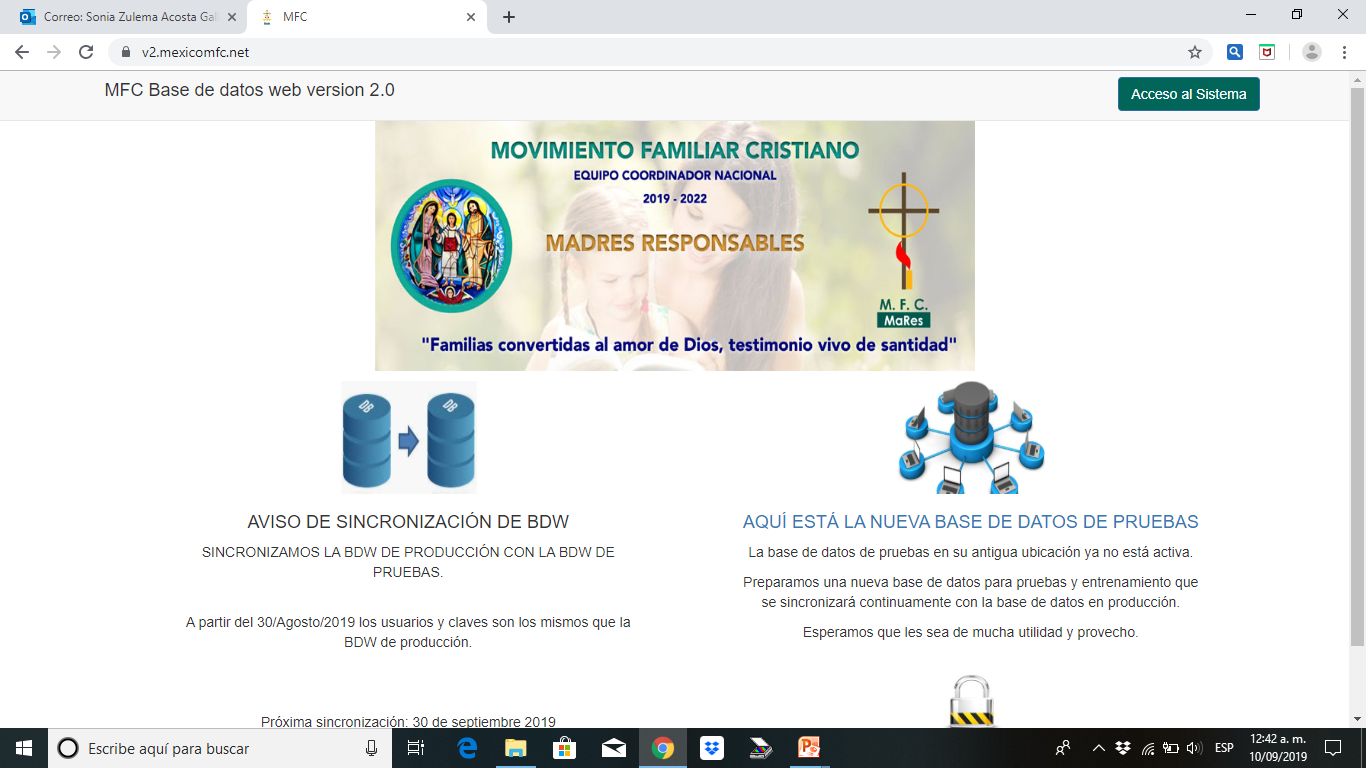 Correo: Sonia Zulema Acosta Gal
MFC
v2.mexicomfc.net
MFC Base de datos web version 2.0
Acceso al Sistema
MOVIMIENTO FAMILIAR CRISTIANO
EQUIPO COORDINADOR NACIONAL
2019 - 2022
MADRES RESPONSABLES
M. F. C.
MaRes
"Familias convertidas al amor de Dios, testimonio vivo de santidad"
DB
DB
AVISO DE SINCRONIZACIÓN DE BDW
SINCRONIZAMOS LA BDW DE PRODUCCIÓN CON LA BDW DE
PRUEBAS.
A partir del 30/Agosto/2019 los usuarios y claves son los mismos que la
BDW de producción.
Próxima sincronización: 30 de septiembre 2019
AQUÍ ESTÁ LA NUEVA BASE DE DATOS DE PRUEBAS
La base de datos de pruebas en su antigua ubicación ya no está activa.
Preparamos una nueva base de datos para pruebas y entrenamiento que
se sincronizará continuamente con la base de datos en producción.
Esperamos que les sea de mucha utilidad y provecho.
Escribe aquí para buscar
ESP
12:42 a. m.
10/09/2019